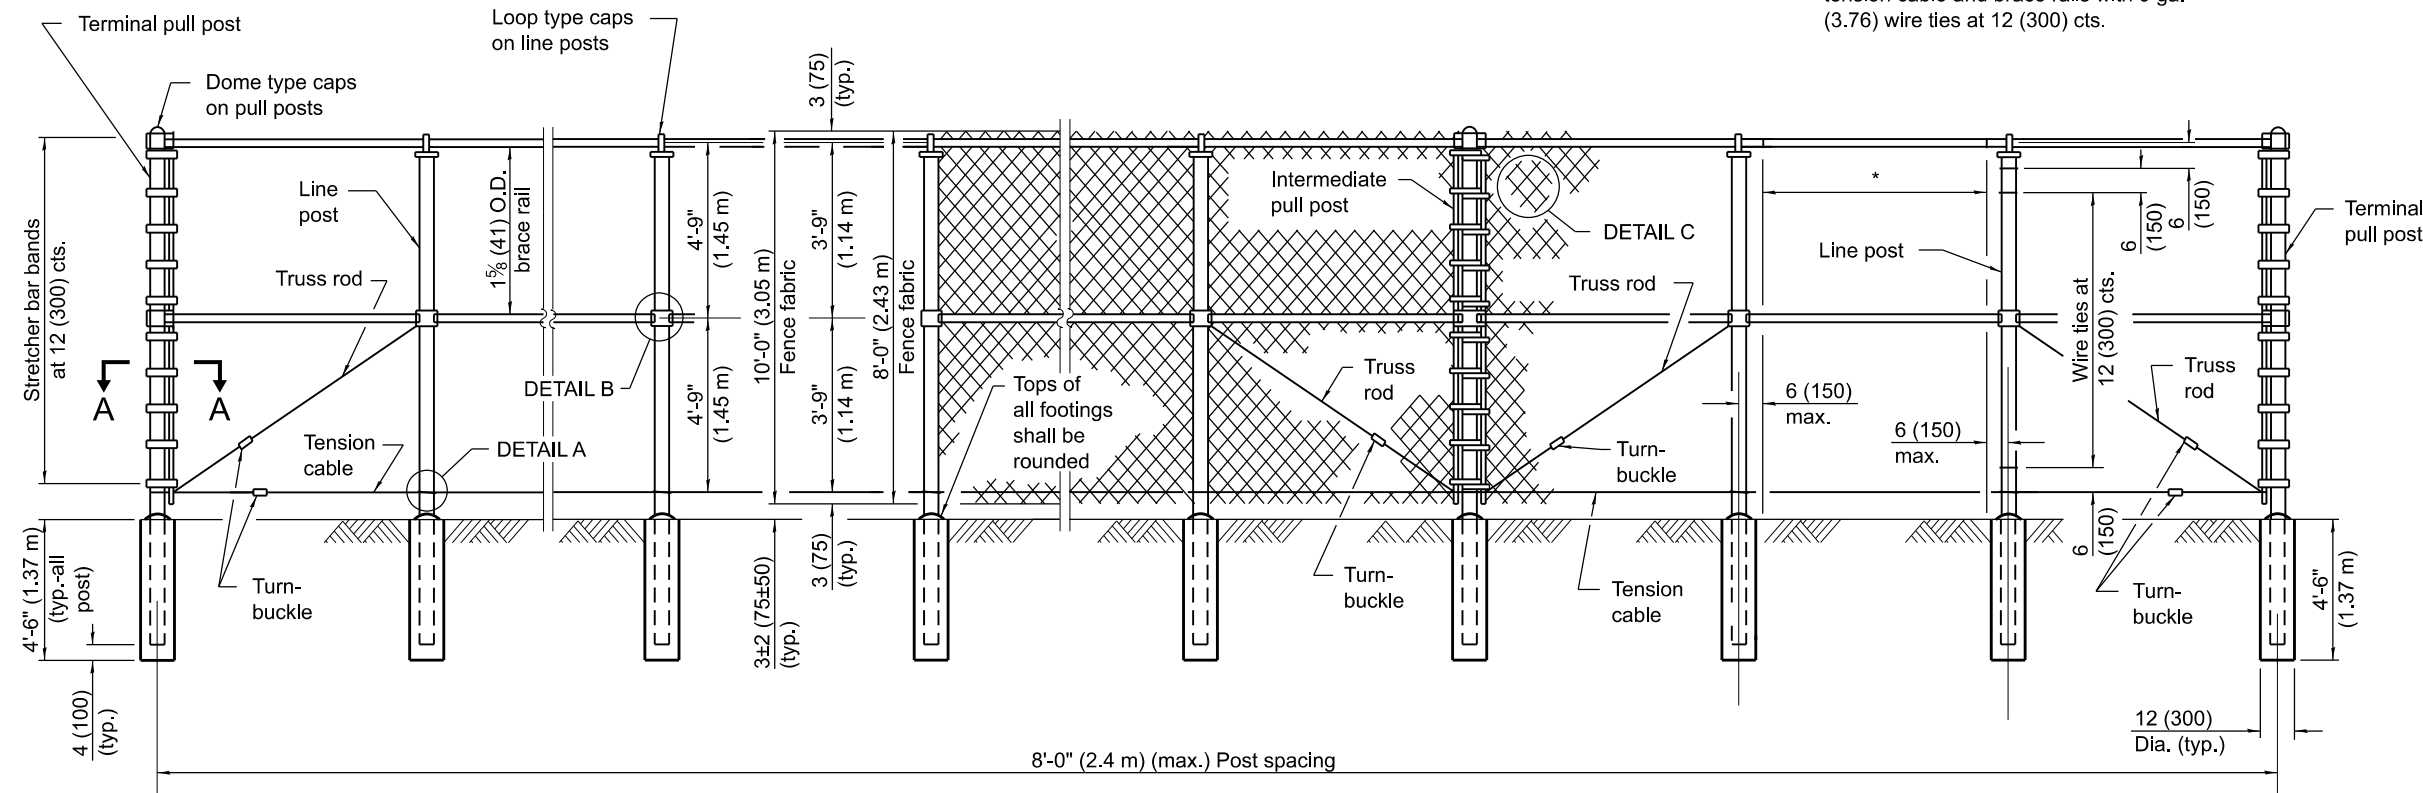 tension cable and brace rails with 9 ga.
(3.76) wire ties at 12 (300) cts.
Terminal pull post
Loop type caps
on line posts
Dome type caps
on pull posts
3 (75)
(typ.)
Stretcher bar bands
at 12 (300) cts.
Line
post
1⅝ (41) O.D.
brace rail
4'-9"
(1.45 m)
10'-0" (3.05 m)
Fence fabric
3'-9"
(1.14 m)
8'-0" (2.43 m)
Fence fabric
Intermediate
pull post
DETAIL C
*
6
(150)
6
(150)
Terminal
pull post
Line post
Truss rod
Truss rod
Wire ties at
12 (300) cts.
A
A
DETAIL B
4'-9"
(1.45 m)
3'-9"
(1.14 m)
Tops of
all footings
shall be
rounded
Truss
rod
6 (150)
max.
Truss
rod
Tension
cable
DETAIL A
Turn-
buckle
6 (150)
max.
4'-6" (1.37 m)
(typ.-all
post)
Turn-
buckle
3±2 (75±50)
(typ.)
3 (75)
(typ.)
Turn-
buckle
Tension
cable
6
(150)
Turn-
buckle
4'-6"
(1.37 m)
4 (100)
(typ.)
12 (300)
Dia. (typ.)
8'-0" (2.4 m) (max.) Post spacing